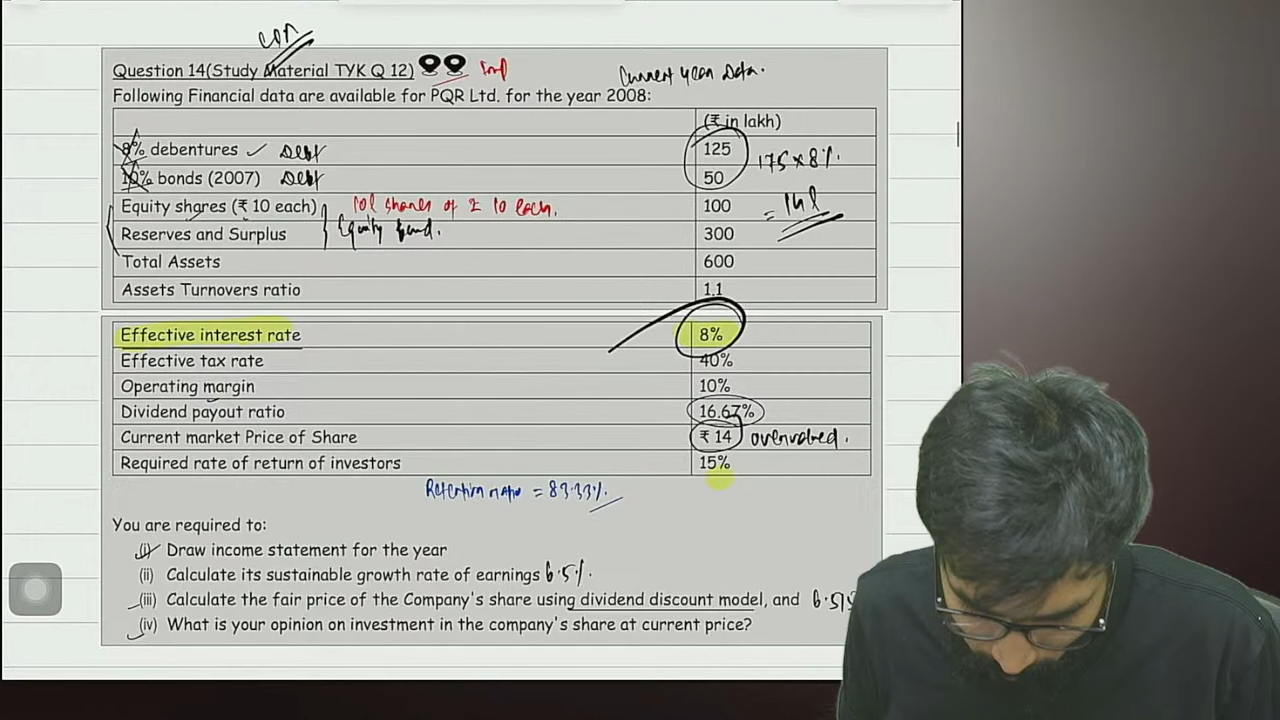 Question 14(Study Material TYK Q 12) Imp
Current year Data.
Following Financial data are available for PQR Ltd. for the year 2008:
(₹ in lakh)
8% debentures Debt 125
175 x 8%.
10% bonds (2007) Debt 50
Equity shares (₹ 10 each) 10l shares of ₹ 10 each. 100
= 14l
Reserves and Surplus Equity fund. 300
Total Assets 600
Assets Turnovers ratio 1.1
Effective interest rate 8%
Effective tax rate 40%
Operating margin 10%
Dividend payout ratio 16.67%
Current market Price of Share ₹ 14 overvalued.
Required rate of return of investors 15%
Retention ratio = 83.33%.
You are required to:
(i) Draw income statement for the year
(ii) Calculate its sustainable growth rate of earnings 6.5%.
(iii) Calculate the fair price of the Company's share using dividend discount model, and
(iv) What is your opinion on investment in the company's share at current price?